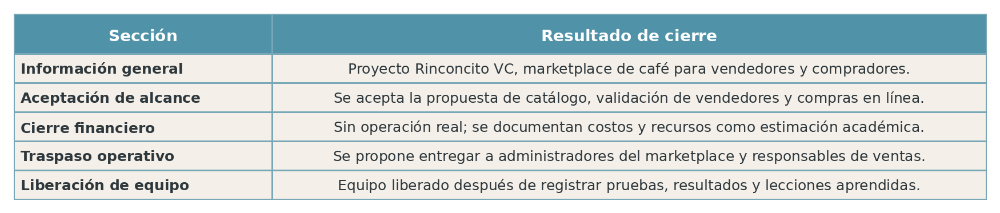 Sección Resultado de cierre
Información general Proyecto Rinconcito VC, marketplace de café para vendedores y compradores.
Aceptación de alcance Se acepta la propuesta de catálogo, validación de vendedores y compras en línea.
Cierre financiero Sin operación real; se documentan costos y recursos como estimación académica.
Traspaso operativo Se propone entregar a administradores del marketplace y responsables de ventas.
Liberación de equipo Equipo liberado después de registrar pruebas, resultados y lecciones aprendidas.